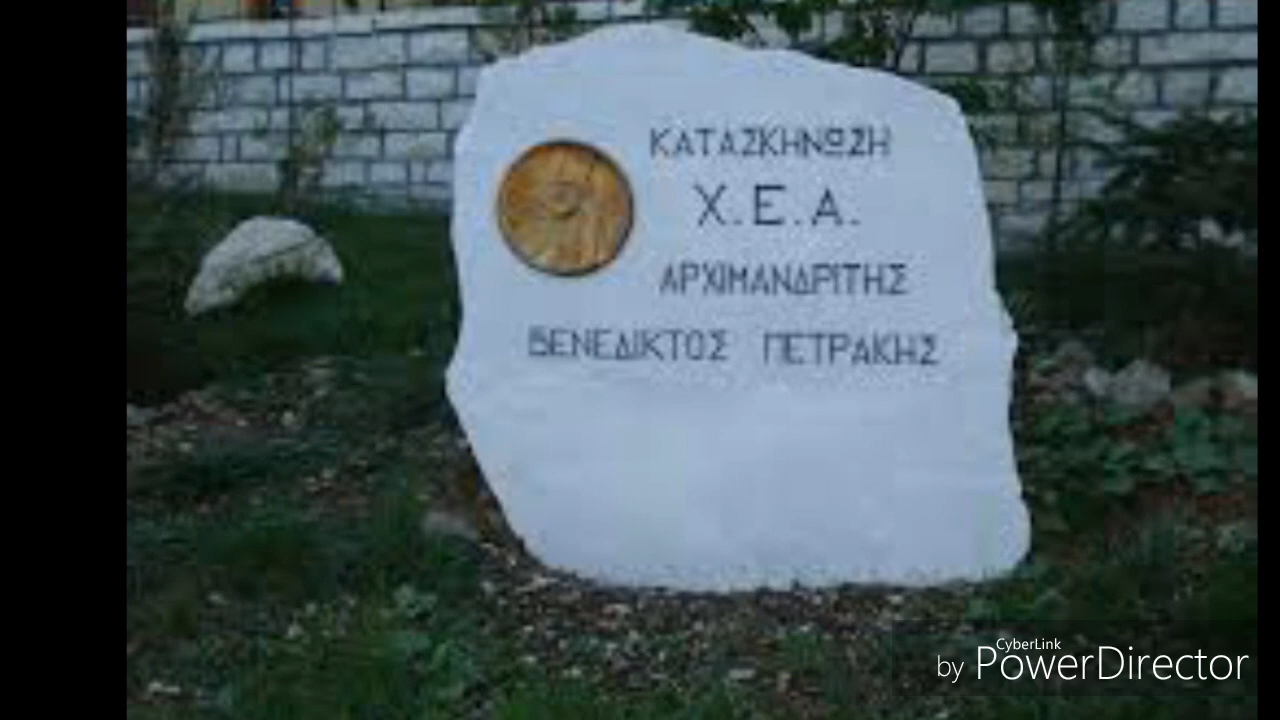 ΚΑΤΑΣΚΗΝΩΣΗ
Χ.Ε.Α.
ΑΡΧΙΜΑΝΔΡΙΤΗΣ
ΒΕΝΕΔΙΚΤΟΣ ΠΕΤΡΑΚΗΣ
CyberLink
by PowerDirector